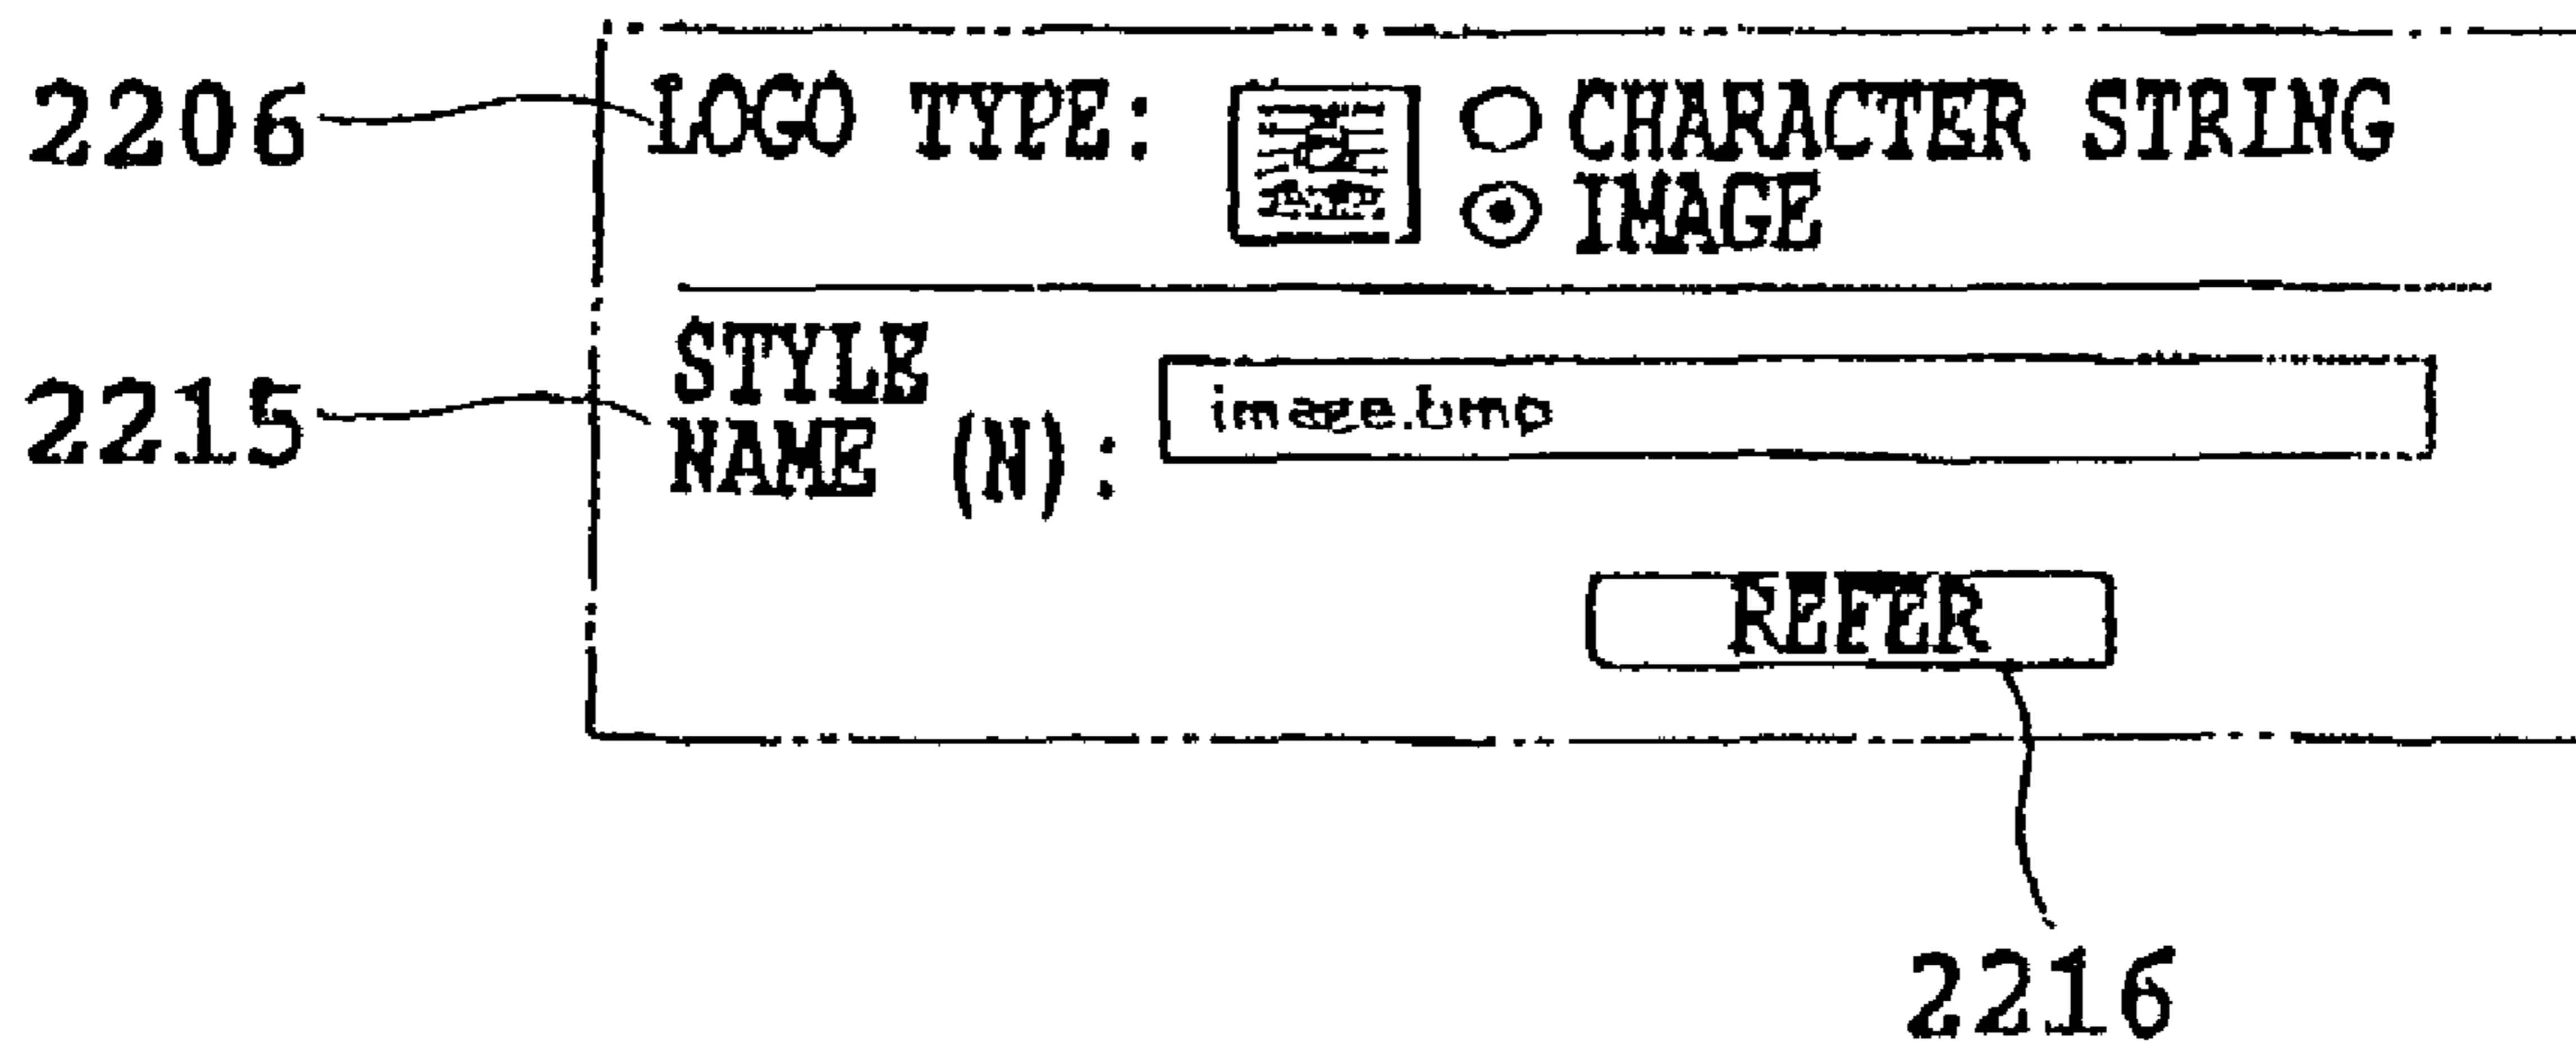 2206 LOGO TYPE: CHARACTER STRING
IMAGE
STYLE
2215 NAME (N): image.bmp
REFER
2216